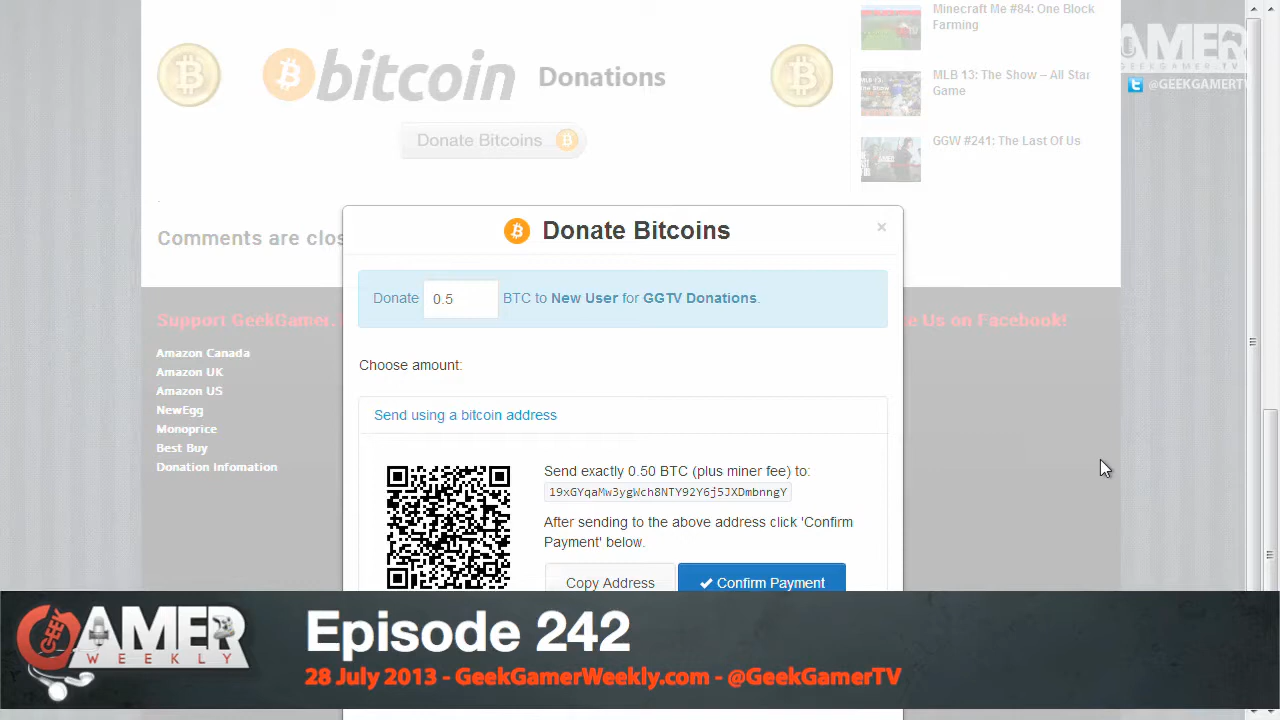 Minecraft Me #84: One Block
Farming
AMER
GEEKGAMER.TV
bitcoin Donations
MLB 13: The Show – All Star
Game
@GEEKGAMERT
Donate Bitcoins
GGW #241: The Last Of Us
Comments are clos
Donate Bitcoins
×
Donate 0.5 BTC to New User for GGTV Donations.
Support GeekGamer.
e Us on Facebook!
Amazon Canada
Amazon UK
Amazon US
NewEgg
Monoprice
Best Buy
Donation Infomation
Choose amount:
Send using a bitcoin address
Send exactly 0.50 BTC (plus miner fee) to:
19xGYqaMw3ygWch8NTY92Y6j5JXDmbnngY
After sending to the above address click 'Confirm
Payment' below.
Copy Address
Confirm Payment
GEEK GAMER
WEEKLY
Episode 242
28 July 2013 - GeekGamerWeekly.com - @GeekGamerTV